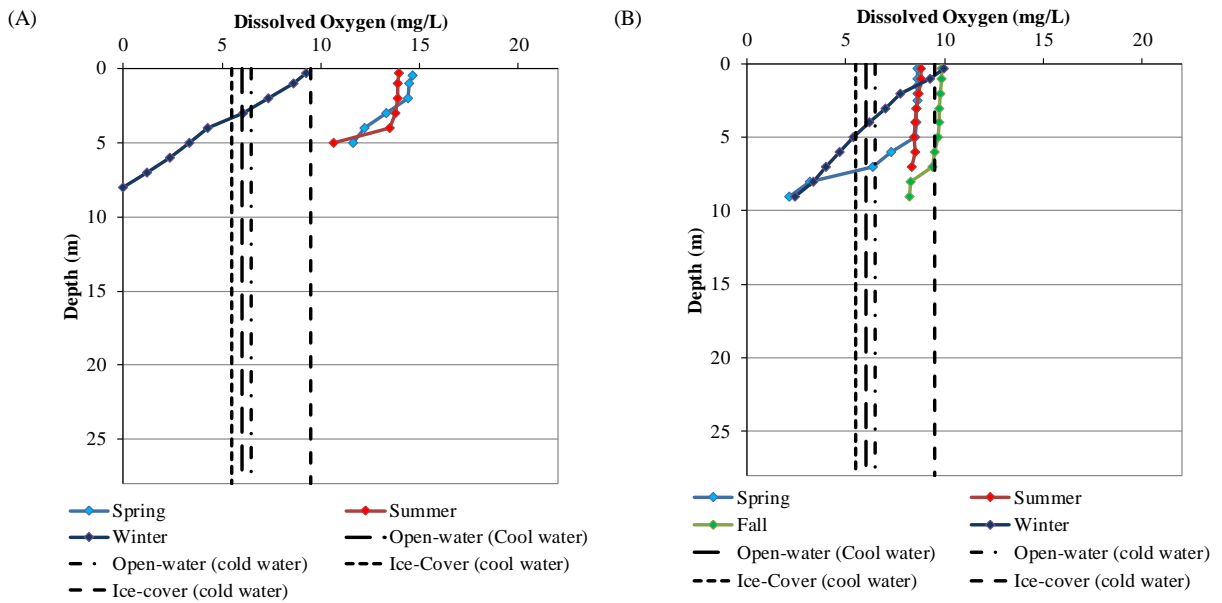 (A)
Dissolved Oxygen (mg/L)
0 5 10 15 20
0
5
10
15
20
25
Depth (m)
Spring Summer
Winter Open-water (Cool water)
Open-water (cold water) Ice-Cover (cool water)
Ice-cover (cold water)
(B)
Dissolved Oxygen (mg/L)
0 5 10 15 20
0
5
10
15
20
25
Depth (m)
Spring Summer
Fall Winter
Open-water (Cool water) Open-water (cold water)
Ice-Cover (cool water) Ice-cover (cold water)